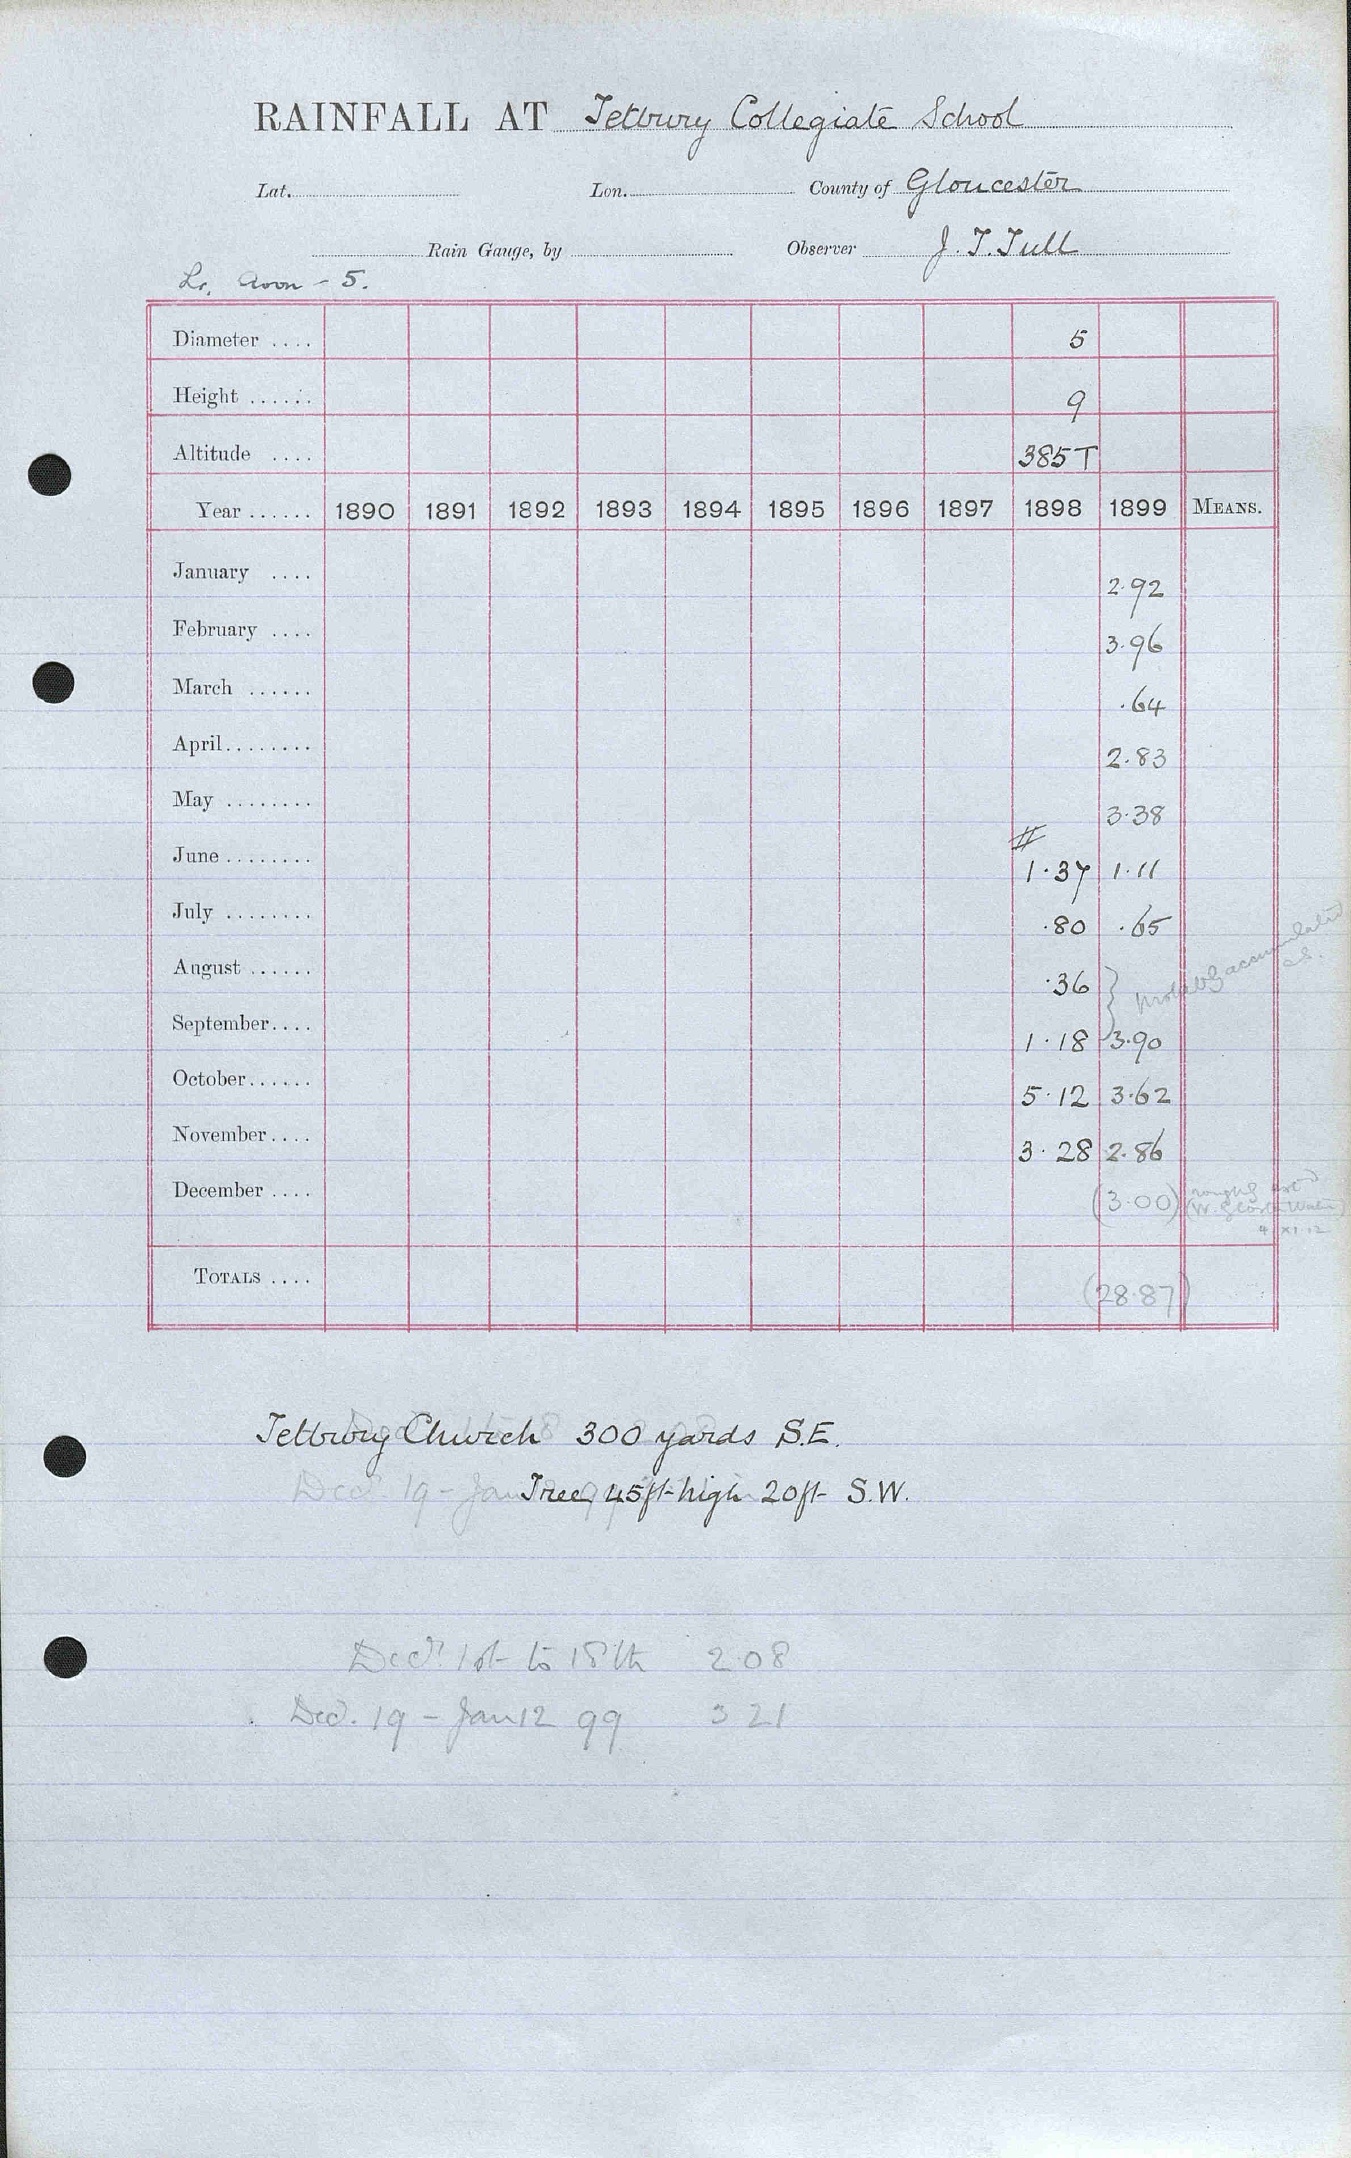 RAINFALL AT Tetbury Collegiate School
Lat. Lon. County of Gloucester
Rain Gauge, by Observer J. T. Tull
Lr. Avon - 5.
Diameter .... 5
Height ...... 9
Altitude .... 385 T
Year ...... 1890 1891 1892 1893 1894 1895 1896 1897 1898 1899 MEANS.
January .... 2.92
February .... 3.96
March ...... .64
April........ 2.83
May ........ 3.38
#
June ........ 1.37 1.11
July ........ .80 .65
August ...... .36 } probably accumulated
September.... 1.18 3.90
October...... 5.12 3.62
November.... 3.28 2.86
December .... (3.00) (roughly
4 XI 12
TOTALS .... (28.87)
Tetbury Church 300 yards S.E.
Tree 45ft high 20ft S.W.
Dec 1st to 18th 2.08
Dec. 19 - Jan 12 99 3 21